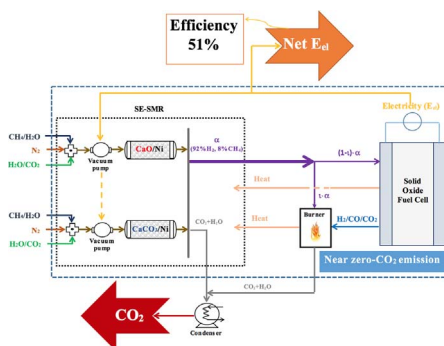 Efficiency
51%
Net Eel
SE-SMR
Electricity (Eel)
CH4/H2O
N2
H2O/CO2
CaO/Ni
Vacuum
pump
α
(92%H2, 8%CH4)
(1-ι)·α
Heat
ι·α
Solid
Oxide
Fuel Cell
CH4/H2O
N2
H2O/CO2
CaCO3/Ni
Vacuum
pump
CO2+H2O
Heat
Burner
H2/CO/CO2
Near zero-CO2 emission
CO2+H2O
CO2
Condenser